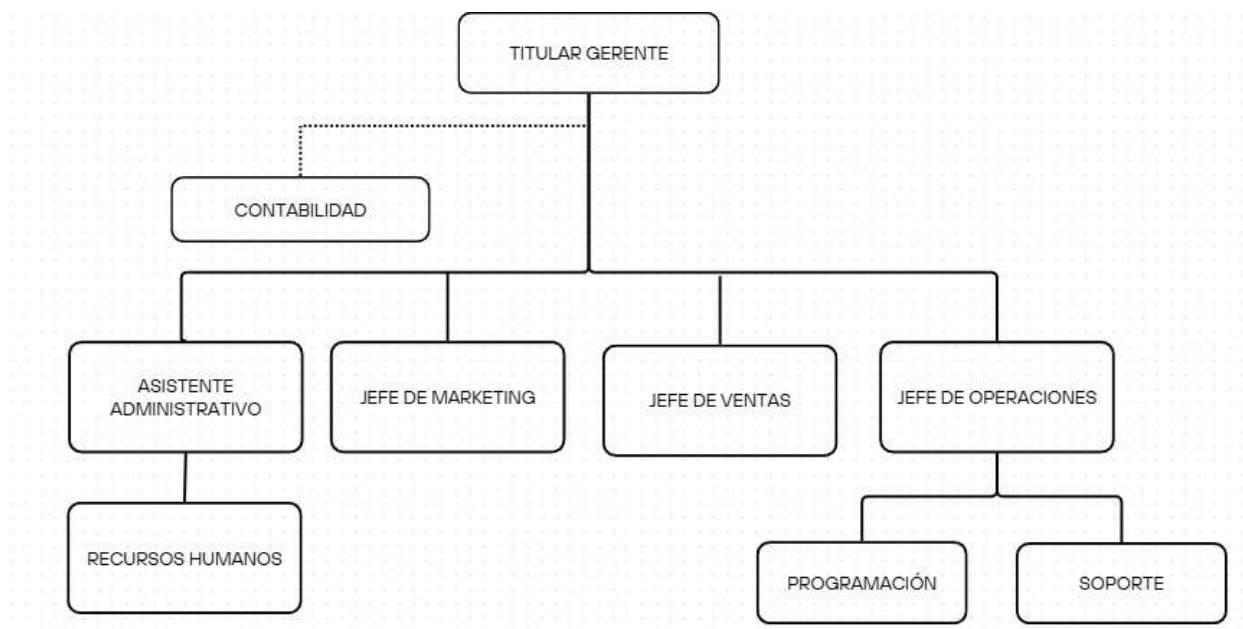 TITULAR GERENTE
CONTABILIDAD
ASISTENTE
ADMINISTRATIVO
JEFE DE MARKETING
JEFE DE VENTAS
JEFE DE OPERACIONES
RECURSOS HUMANOS
PROGRAMACIÓN
SOPORTE